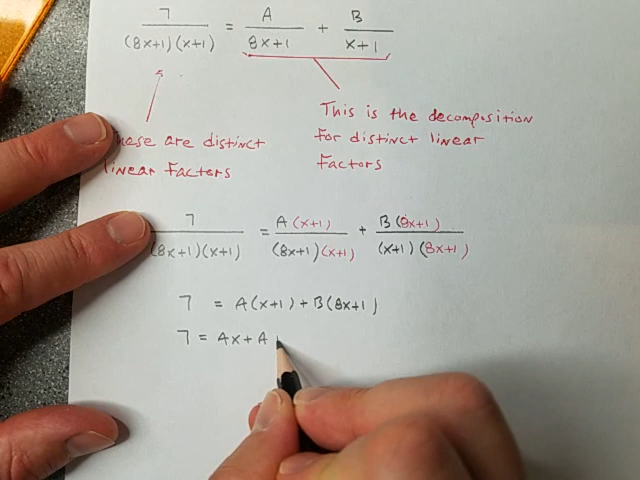 7 / (8x+1)(x+1) = A / 8x+1 + B / x+1
This is the decomposition
for distinct linear
factors
are distinct
linear factors
7 / (8x+1)(x+1) = A(x+1) / (8x+1)(x+1) + B(8x+1) / (x+1)(8x+1)
7 = A(x+1) + B(8x+1)
7 = Ax + A